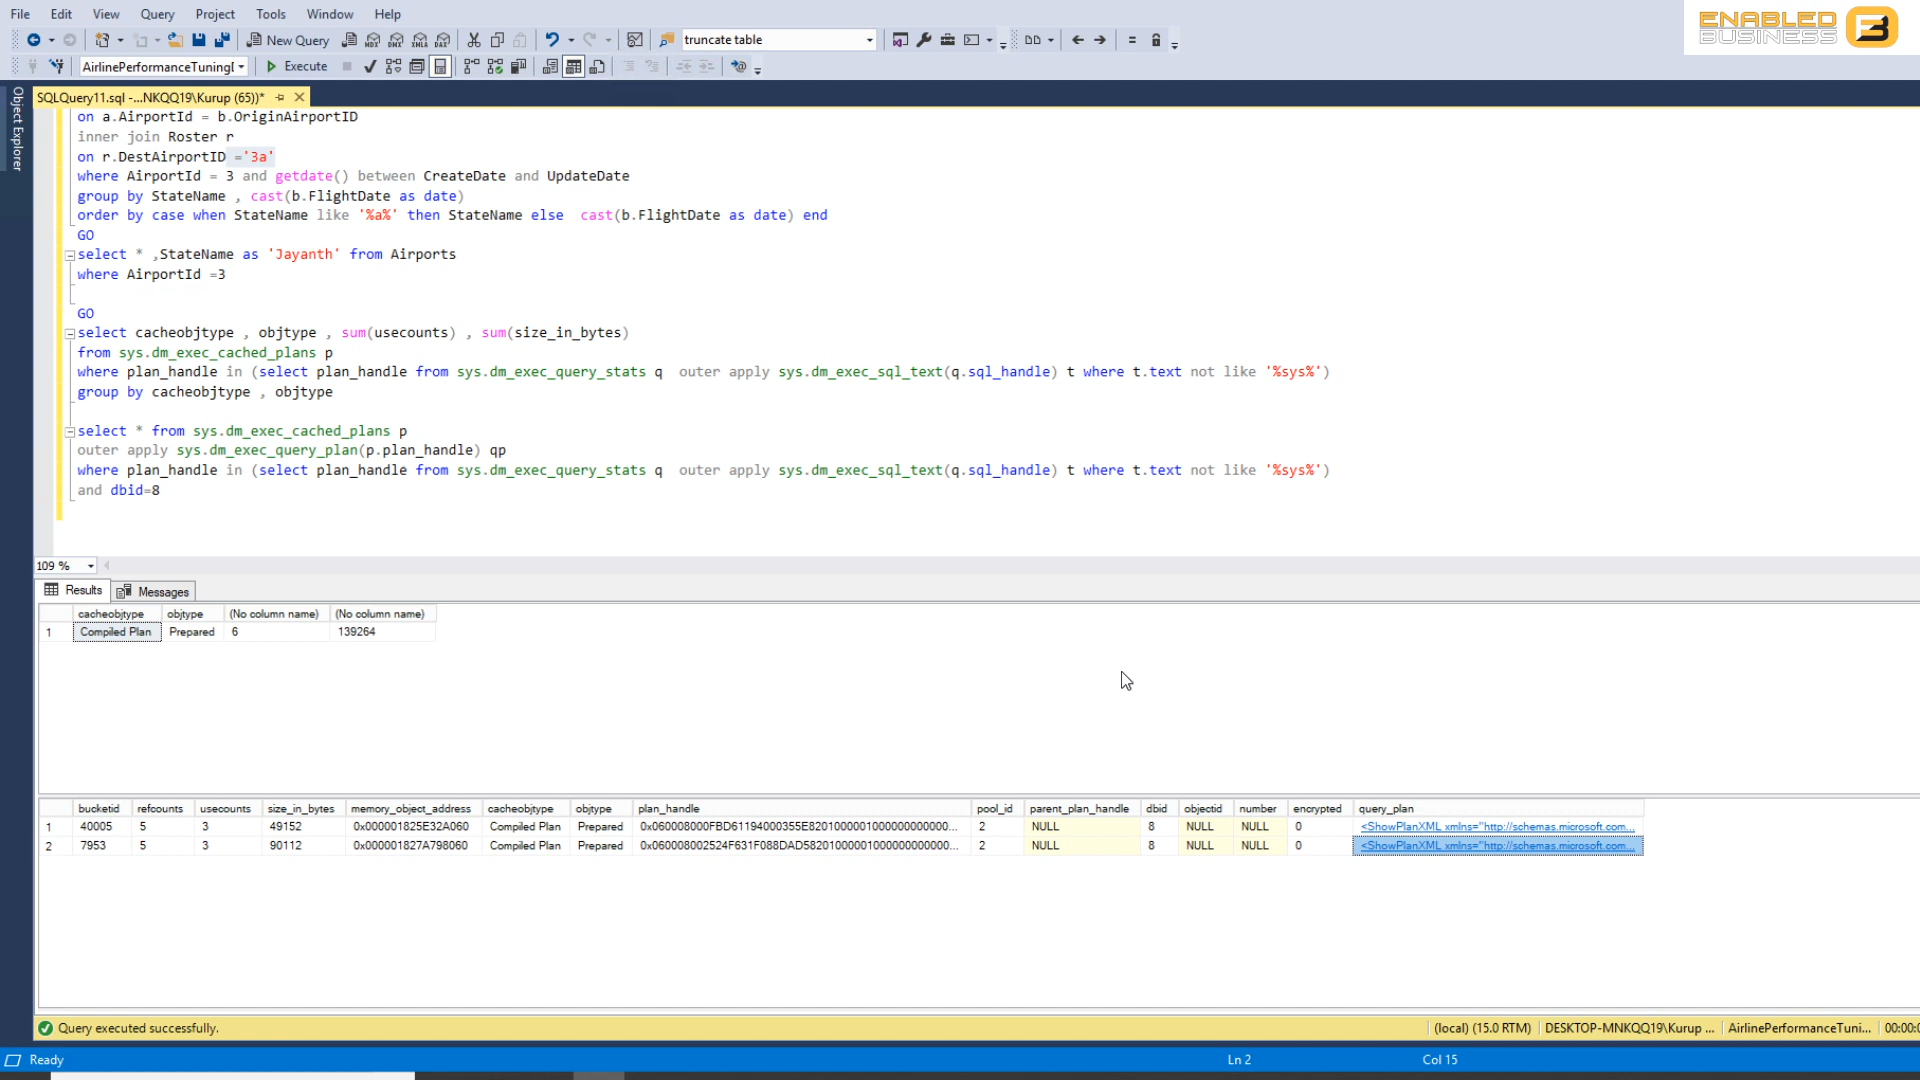 File Edit View Query Project Tools Window Help
ENABLED
BUSINESS
New Query MDX DMX XMLA DAX truncate table
AirlinePerformanceTuningD Execute
Object Explorer
SQLQuery11.sql -...NKQQ19\Kurup (65))*
on a.AirportId = b.OriginAirportID
inner join Roster r
on r.DestAirportID ='3a'
where AirportId = 3 and getdate() between CreateDate and UpdateDate
group by StateName , cast(b.FlightDate as date)
order by case when StateName like '%a%' then StateName else cast(b.FlightDate as date) end
GO
select * ,StateName as 'Jayanth' from Airports
where AirportId =3
GO
select cacheobjtype , objtype , sum(usecounts) , sum(size_in_bytes)
from sys.dm_exec_cached_plans p
where plan_handle in (select plan_handle from sys.dm_exec_query_stats q outer apply sys.dm_exec_sql_text(q.sql_handle) t where t.text not like '%sys%')
group by cacheobjtype , objtype
select * from sys.dm_exec_cached_plans p
outer apply sys.dm_exec_query_plan(p.plan_handle) qp
where plan_handle in (select plan_handle from sys.dm_exec_query_stats q outer apply sys.dm_exec_sql_text(q.sql_handle) t where t.text not like '%sys%')
and dbid=8
109 %
Results Messages
cacheobjtype objtype (No column name) (No column name)
1 Compiled Plan Prepared 6 139264
bucketid refcounts usecounts size_in_bytes memory_object_address cacheobjtype objtype plan_handle pool_id parent_plan_handle dbid objectid number encrypted query_plan
1 40005 5 3 49152 0x000001825E32A060 Compiled Plan Prepared 0x060008000FBD61194000355E8201000001000000000000... 2 NULL 8 NULL NULL 0 <ShowPlanXML xmlns="http://schemas.microsoft.com...
2 7953 5 3 90112 0x000001827A798060 Compiled Plan Prepared 0x060008002524F631F088DAD58201000001000000000000... 2 NULL 8 NULL NULL 0 <ShowPlanXML xmlns="http://schemas.microsoft.com...
Query executed successfully. (local) (15.0 RTM) DESKTOP-MNKQQ19\Kurup ... AirlinePerformanceTuni... 00:00:0
Ready Ln 2 Col 15